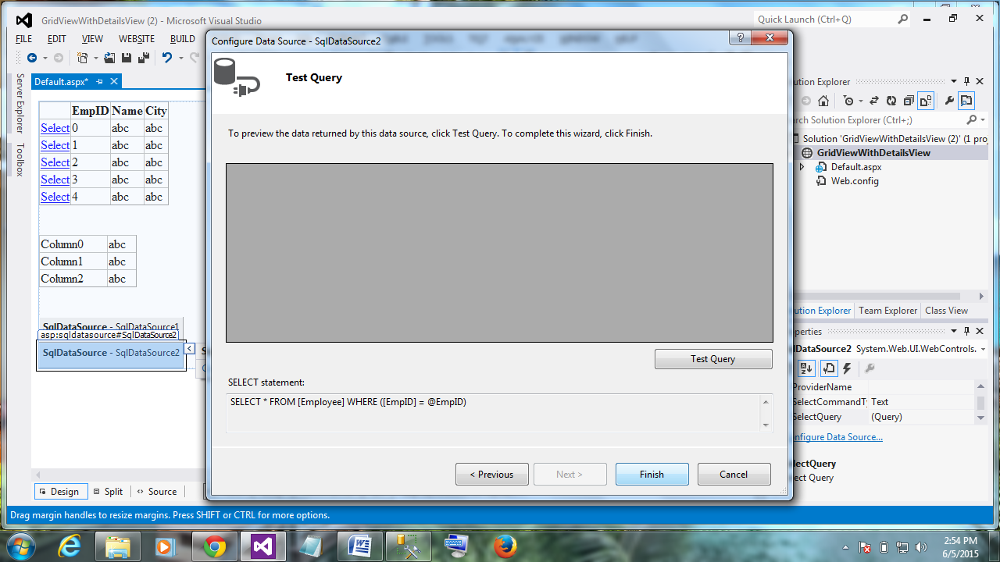 GridViewWithDetailsView (2) - Microsoft Visual Studio
Quick Launch (Ctrl+Q)
FILE EDIT VIEW WEBSITE BUILD
Configure Data Source - SqlDataSource2
Server Explorer
Toolbox
Default.aspx*
EmpID Name City
Select 0 abc abc
Select 1 abc abc
Select 2 abc abc
Select 3 abc abc
Select 4 abc abc
Column0 abc
Column1 abc
Column2 abc
SqlDataSource - SqlDataSource1
asp:sqldatasource#SqlDataSource2
SqlDataSource - SqlDataSource2
Design Split Source
Test Query
To preview the data returned by this data source, click Test Query. To complete this wizard, click Finish.
Test Query
SELECT statement:
SELECT * FROM [Employee] WHERE ([EmpID] = @EmpID)
< Previous Next > Finish Cancel
ution Explorer
rch Solution Explorer (Ctrl+;)
Solution 'GridViewWithDetailsView (2)' (1 proj
GridViewWithDetailsView
Default.aspx
Web.config
ution Explorer Team Explorer Class View
perties
lDataSource2 System.Web.UI.WebControls.
ProviderName
SelectCommandT Text
SelectQuery (Query)
nfigure Data Source...
lectQuery
ect Query
Drag margin handles to resize margins. Press SHIFT or CTRL for more options.
2:54 PM
6/5/2015